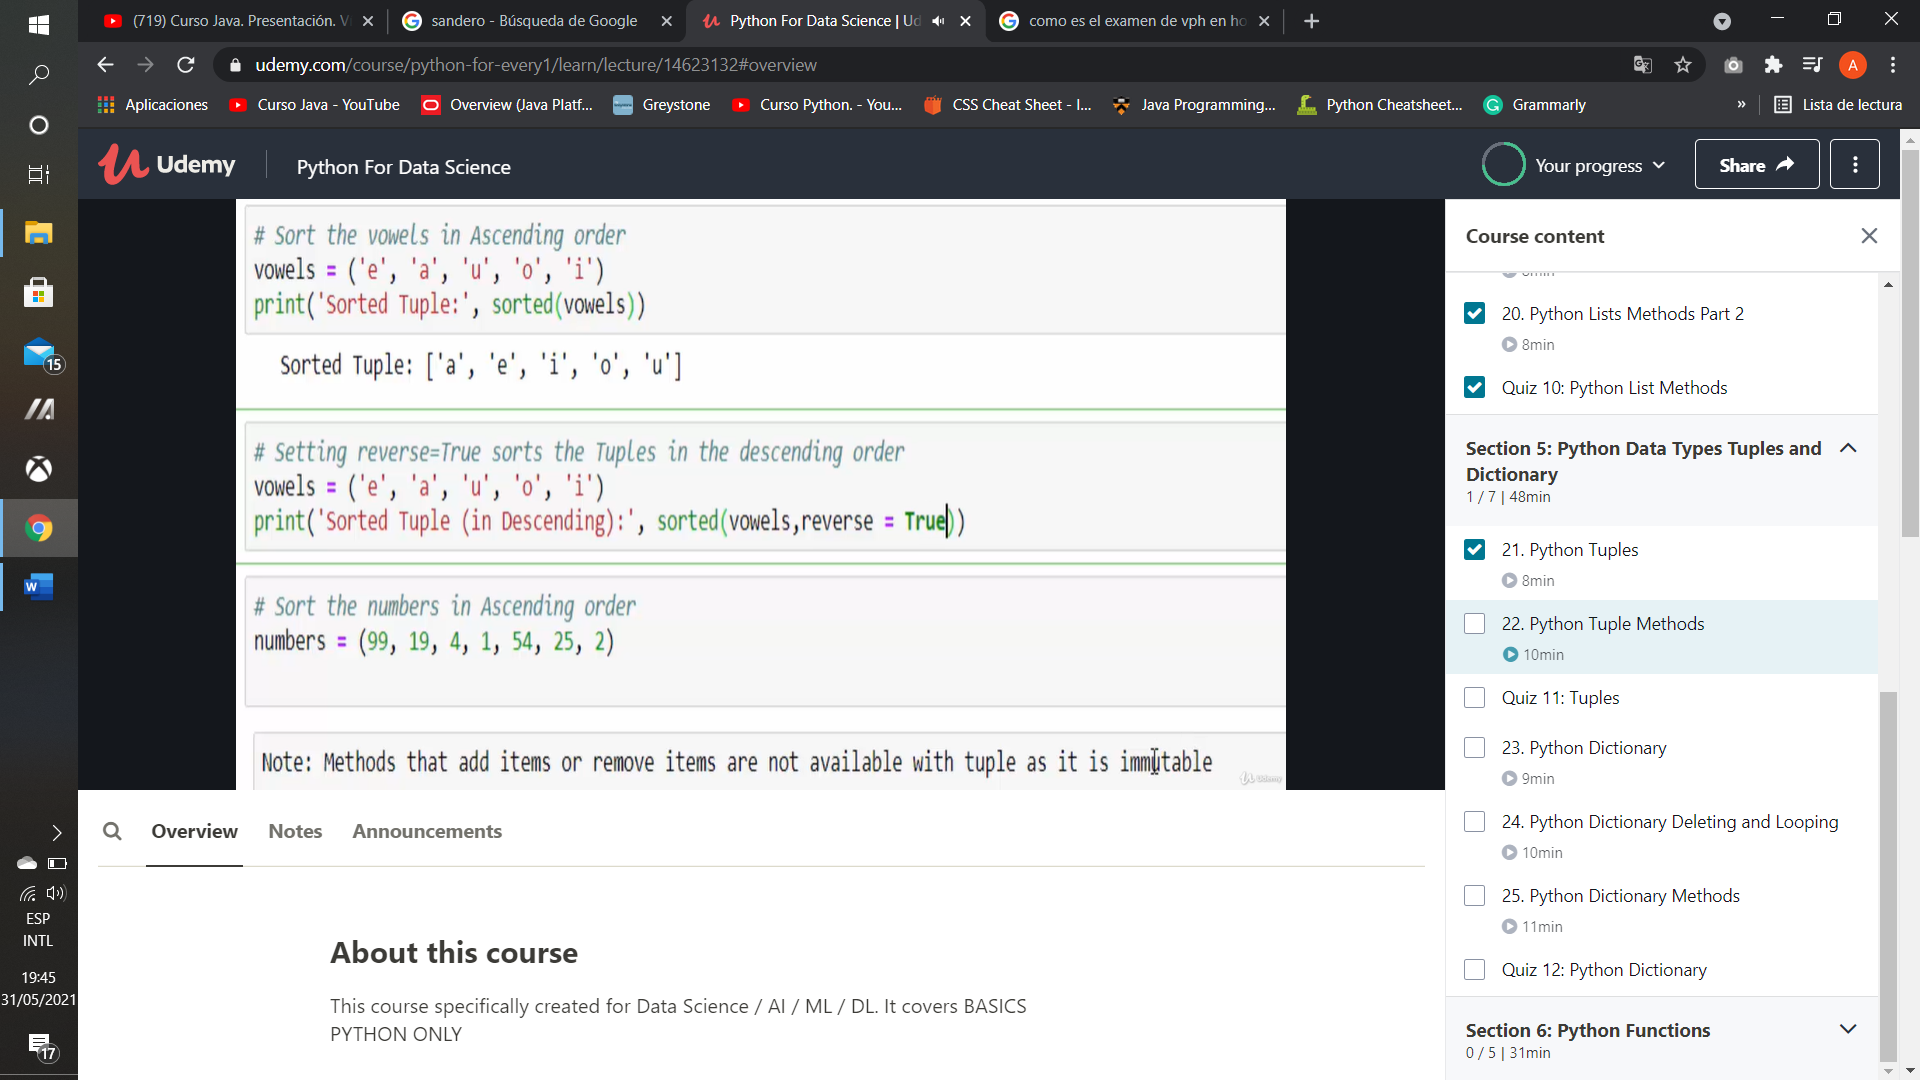 (719) Curso Java. Presentación. V
sandero - Búsqueda de Google
Python For Data Science | Ud
como es el examen de vph en ho
udemy.com/course/python-for-every1/learn/lecture/14623132#overview
A
Aplicaciones
Curso Java - YouTube
Overview (Java Platf...
Greystone
Curso Python. - You...
CSS Cheat Sheet - I...
Java Programming...
Python Cheatsheet...
Grammarly
»
Lista de lectura
Udemy
Python For Data Science
Your progress
Share
# Sort the vowels in Ascending order
vowels = ('e', 'a', 'u', 'o', 'i')
print('Sorted Tuple:', sorted(vowels))
Sorted Tuple: ['a', 'e', 'i', 'o', 'u']
# Setting reverse=True sorts the Tuples in the descending order
vowels = ('e', 'a', 'u', 'o', 'i')
print('Sorted Tuple (in Descending):', sorted(vowels,reverse = True))
# Sort the numbers in Ascending order
numbers = (99, 19, 4, 1, 54, 25, 2)
Note: Methods that add items or remove items are not available with tuple as it is immutable
Udemy
Course content
20. Python Lists Methods Part 2
8min
Quiz 10: Python List Methods
Section 5: Python Data Types Tuples and
Dictionary
1 / 7 | 48min
21. Python Tuples
8min
22. Python Tuple Methods
10min
Quiz 11: Tuples
23. Python Dictionary
9min
24. Python Dictionary Deleting and Looping
10min
25. Python Dictionary Methods
11min
Quiz 12: Python Dictionary
Section 6: Python Functions
0 / 5 | 31min
Overview
Notes
Announcements
About this course
This course specifically created for Data Science / AI / ML / DL. It covers BASICS
PYTHON ONLY
15
W
ESP
INTL
19:45
31/05/2021
17